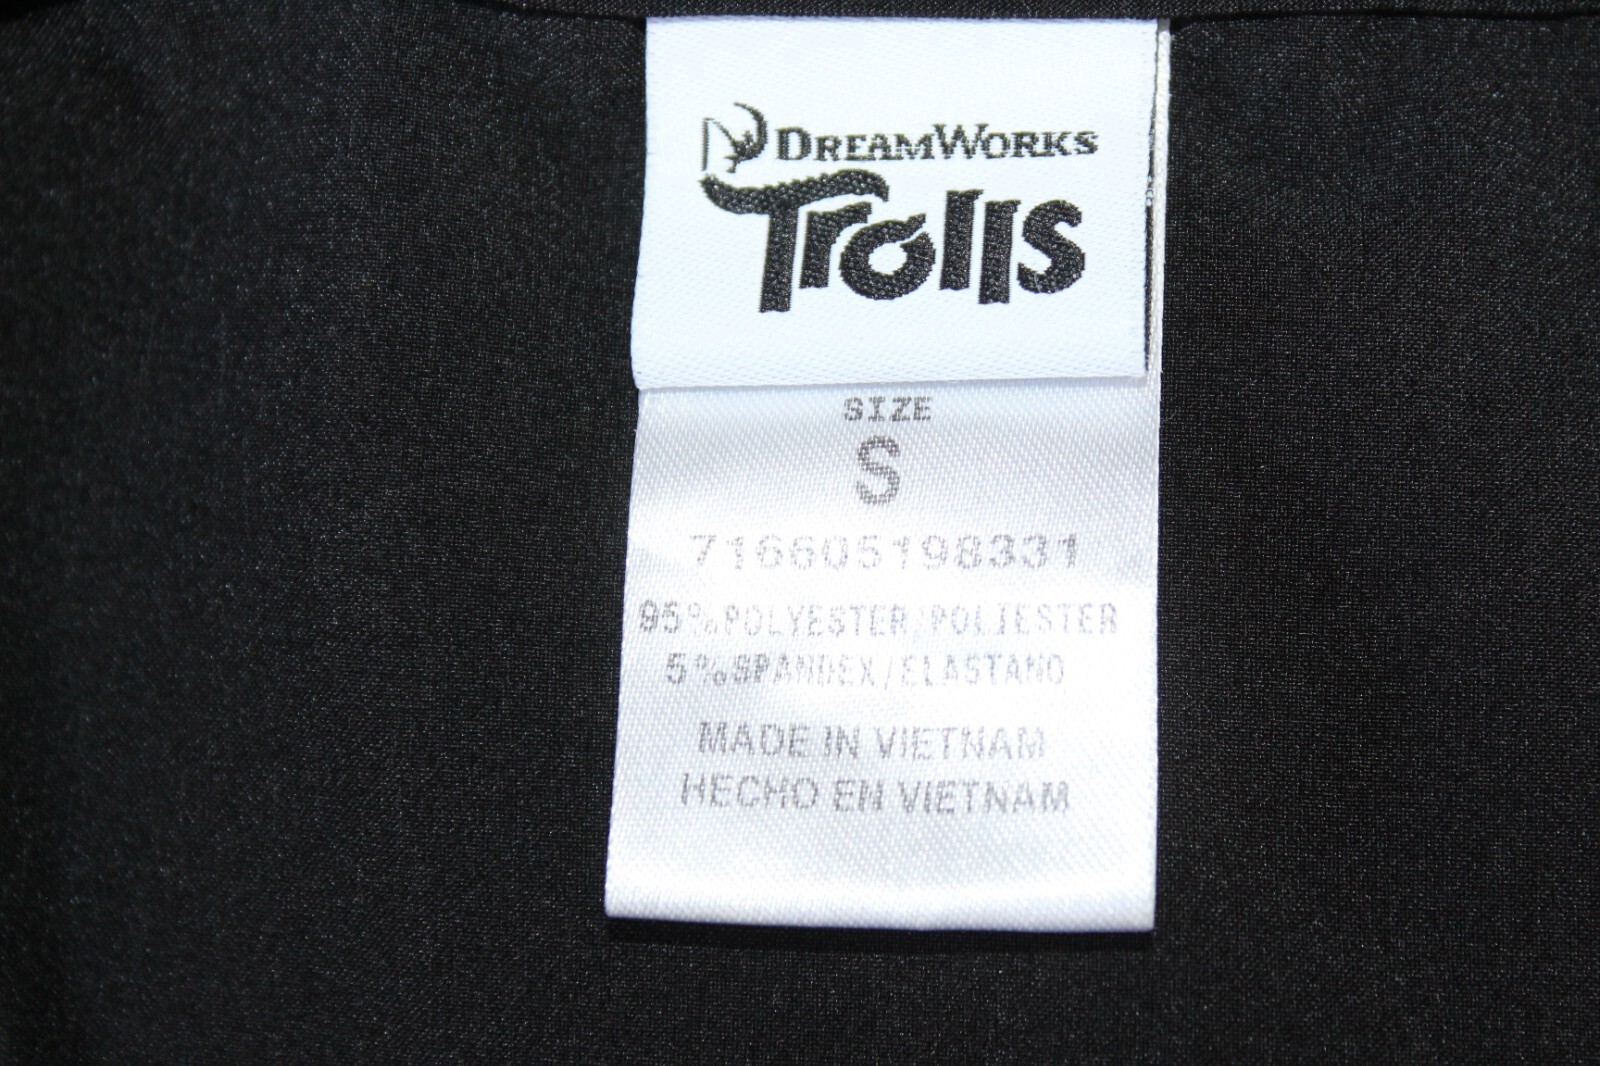 DREAMWORKS
Trolls
SIZE
S
716605198331
95%POLYESTER/POLIESTER
5%SPANDEX/ELASTANO
MADE IN VIETNAM
HECHO EN VIETNAM